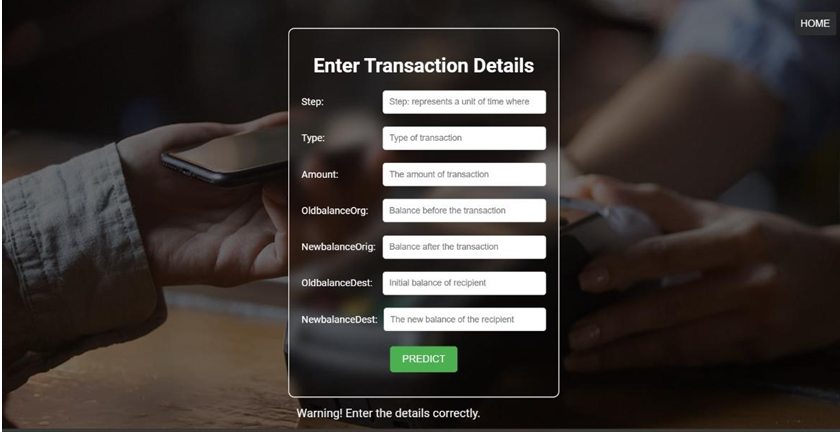 HOME
Enter Transaction Details
Step: Step: represents a unit of time where
Type: Type of transaction
Amount: The amount of transaction
OldbalanceOrg: Balance before the transaction
NewbalanceOrig: Balance after the transaction
OldbalanceDest: Initial balance of recipient
NewbalanceDest: The new balance of the recipient
PREDICT
Warning! Enter the details correctly.